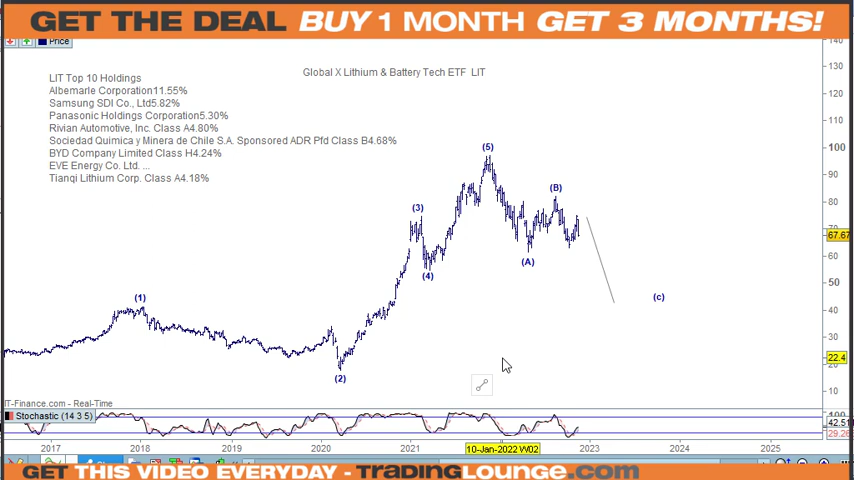 GET THE DEAL BUY 1 MONTH GET 3 MONTHS!
Price
LIT Top 10 Holdings
Albemarle Corporation11.55%
Samsung SDI Co., Ltd5.82%
Panasonic Holdings Corporation5.30%
Rivian Automotive, Inc. Class A4.80%
Sociedad Quimica y Minera de Chile S.A. Sponsored ADR Pfd Class B4.68%
BYD Company Limited Class H4.24%
EVE Energy Co. Ltd. ...
Tianqi Lithium Corp. Class A4.18%
Global X Lithium & Battery Tech ETF LIT
(1)
(2)
(3)
(4)
(5)
(A)
(B)
(c)
140
130
120
110
100
90
80
70
67.67
60
50
40
30
22.4
10
IT-Finance.com - Real-Time
Stochastic (14 3 5)
100
42.51
29.26
2017
2018
2019
2020
2021
10-Jan-2022 W02
2023
2024
2025
GET THIS VIDEO EVERYDAY - TradingLounge.com